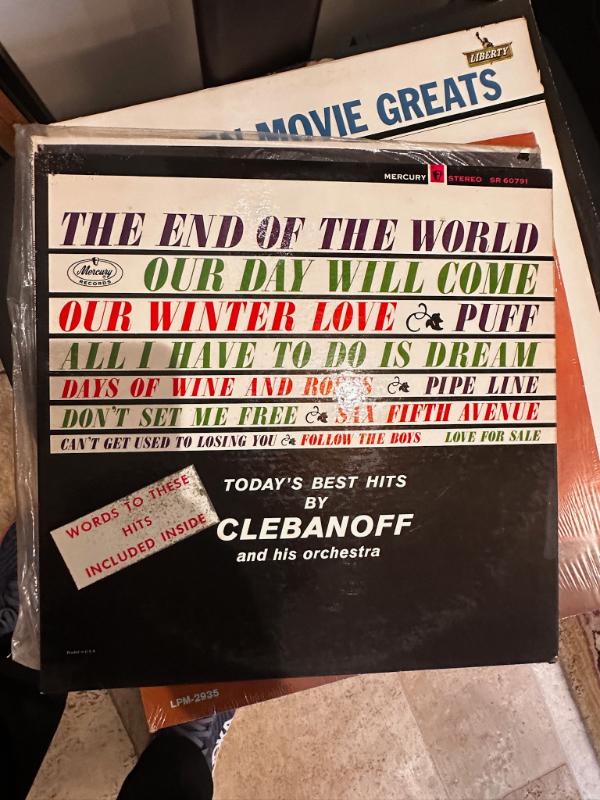 LIBERTY
MOVIE GREATS
MERCURY STEREO SR 60791
THE END OF THE WORLD
Mercury
RECORDS
OUR DAY WILL COME
OUR WINTER LOVE & PUFF
ALL I HAVE TO DO IS DREAM
DAYS OF WINE AND ROSES & PIPE LINE
DON'T SET ME FREE & SAX FIFTH AVENUE
CAN'T GET USED TO LOSING YOU & FOLLOW THE BOYS LOVE FOR SALE
TODAY'S BEST HITS
BY
CLEBANOFF
and his orchestra
WORDS TO THESE
HITS
INCLUDED INSIDE
Printed in U.S.A.
LPM-2935